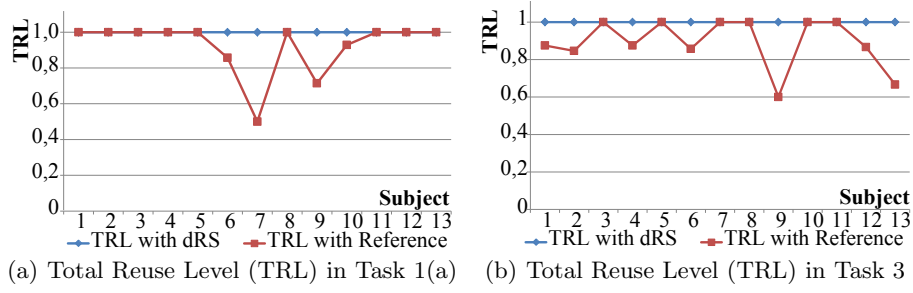 TRL
1,0
0,8
0,6
0,4
0,2
0
Subject
1 2 3 4 5 6 7 8 9 10 11 12 13
TRL with dRS TRL with Reference
(a) Total Reuse Level (TRL) in Task 1(a)
TRL
1
0,8
0,6
0,4
0,2
0
Subject
1 2 3 4 5 6 7 8 9 10 11 12 13
TRL with dRS TRL with Reference
(b) Total Reuse Level (TRL) in Task 3